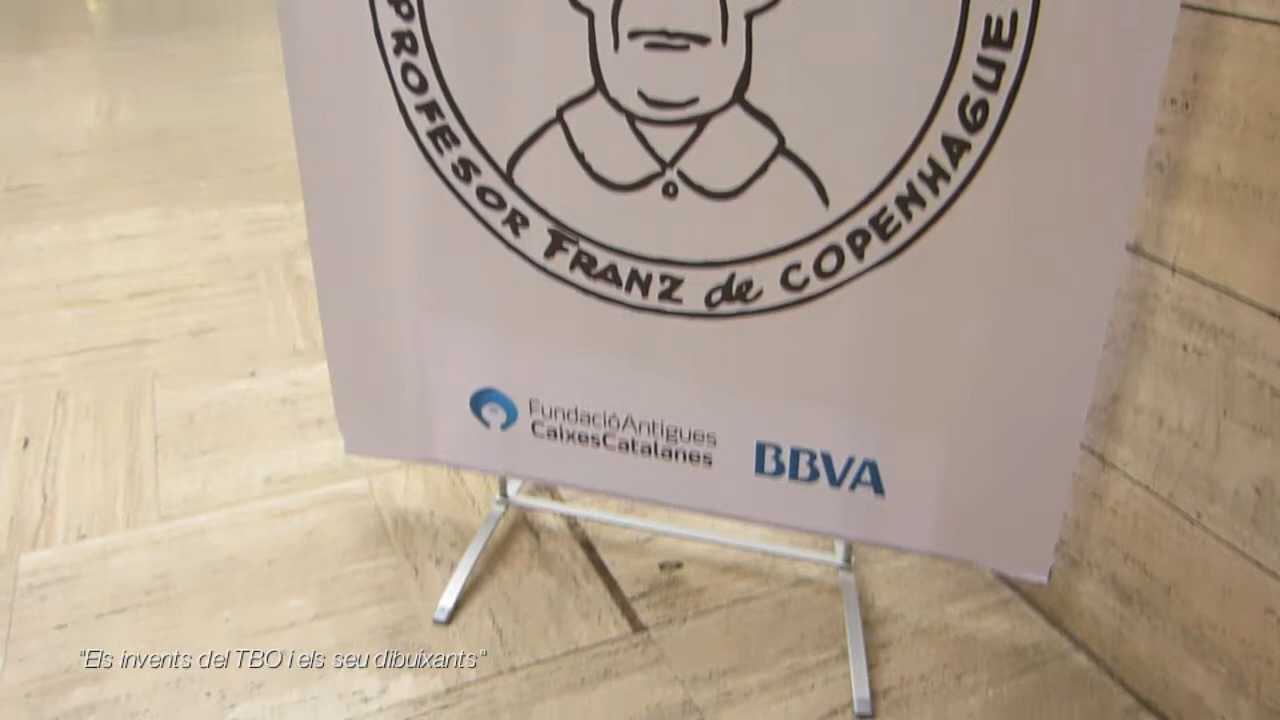 PROFESOR FRANZ de COPENHAGUE
FundacióAntigues
CaixesCatalanes
BBVA
"Els invents del TBO i els seu dibuixants"